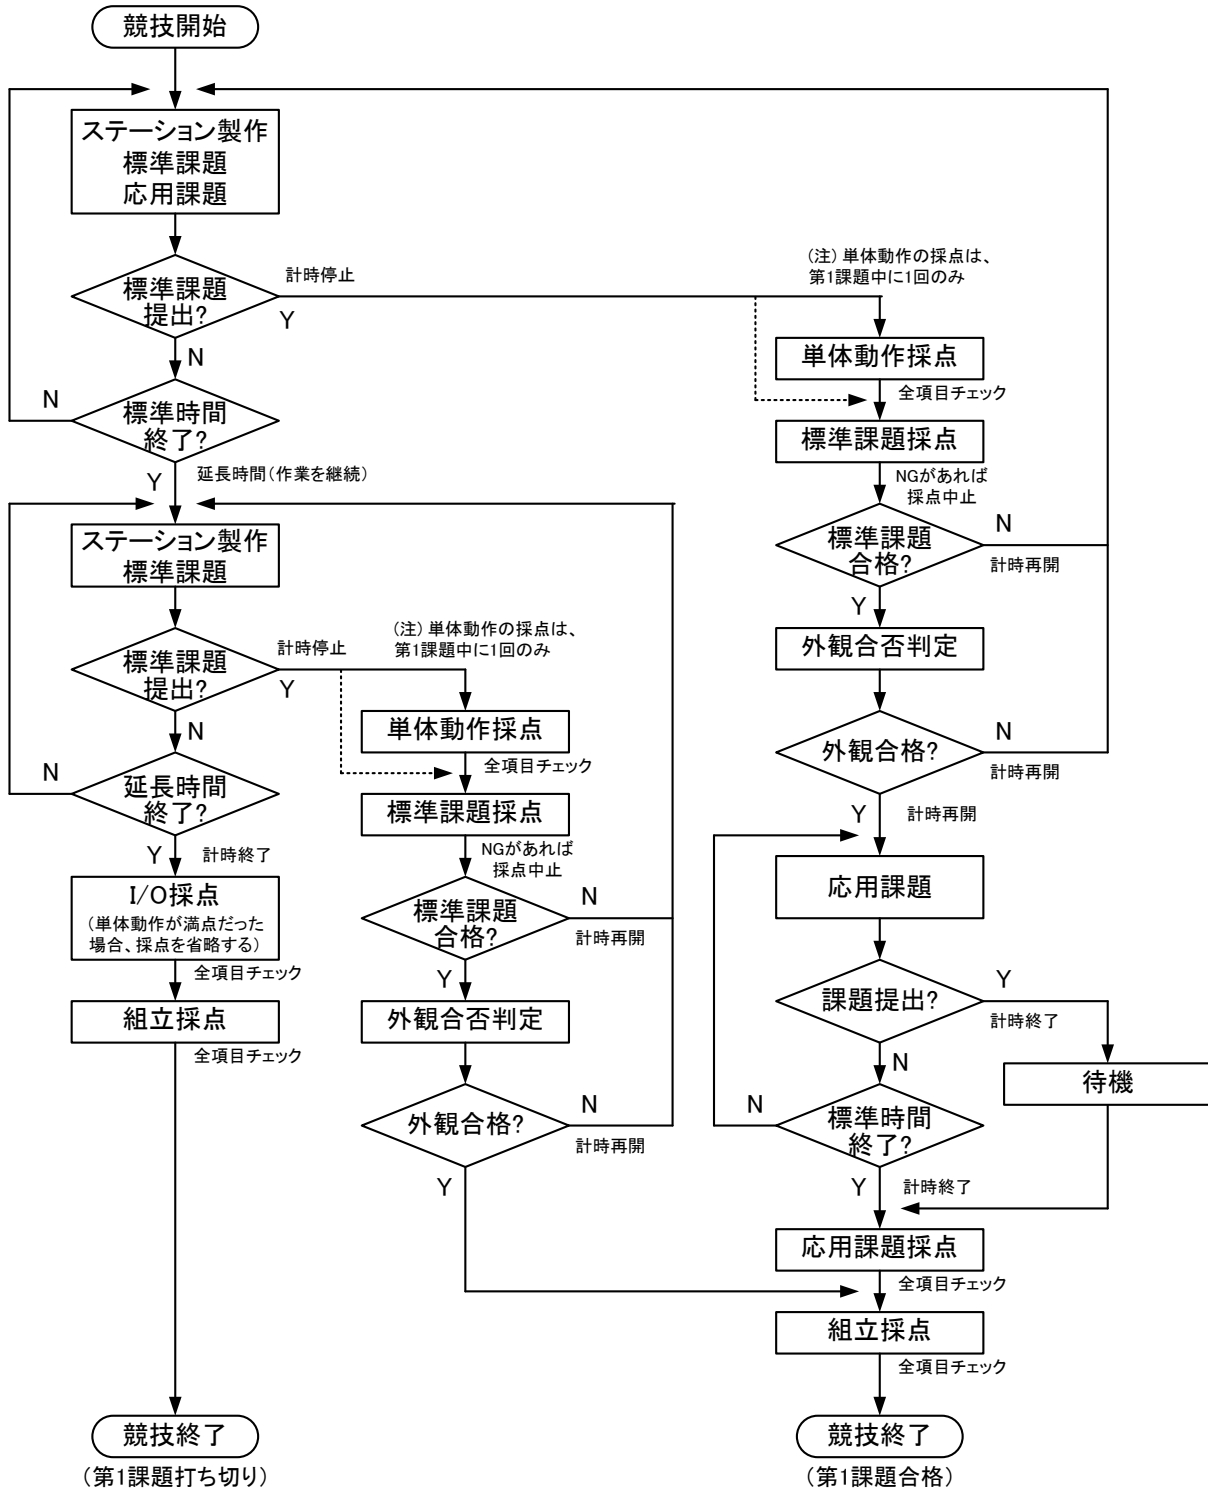 競技開始
ステーション製作
標準課題
応用課題
標準課題
提出?
計時停止
Y
N
標準時間
終了?
N
Y
延長時間(作業を継続)
(注) 単体動作の採点は、
第1課題中に1回のみ
単体動作採点
全項目チェック
標準課題採点
NGがあれば
採点中止
標準課題
合格?
N
計時再開
Y
外観合否判定
外観合格?
N
計時再開
Y
計時再開
応用課題
課題提出?
Y
計時終了
待機
N
標準時間
終了?
N
Y
計時終了
応用課題採点
全項目チェック
組立採点
全項目チェック
競技終了
(第1課題合格)
ステーション製作
標準課題
標準課題
提出?
計時停止
Y
N
(注) 単体動作の採点は、
第1課題中に1回のみ
単体動作採点
全項目チェック
標準課題採点
NGがあれば
採点中止
標準課題
合格?
N
計時再開
Y
外観合否判定
外観合格?
N
計時再開
Y
延長時間
終了?
N
Y
計時終了
I/O採点
(単体動作が満点だった
場合、採点を省略する)
全項目チェック
組立採点
全項目チェック
競技終了
(第1課題打ち切り)